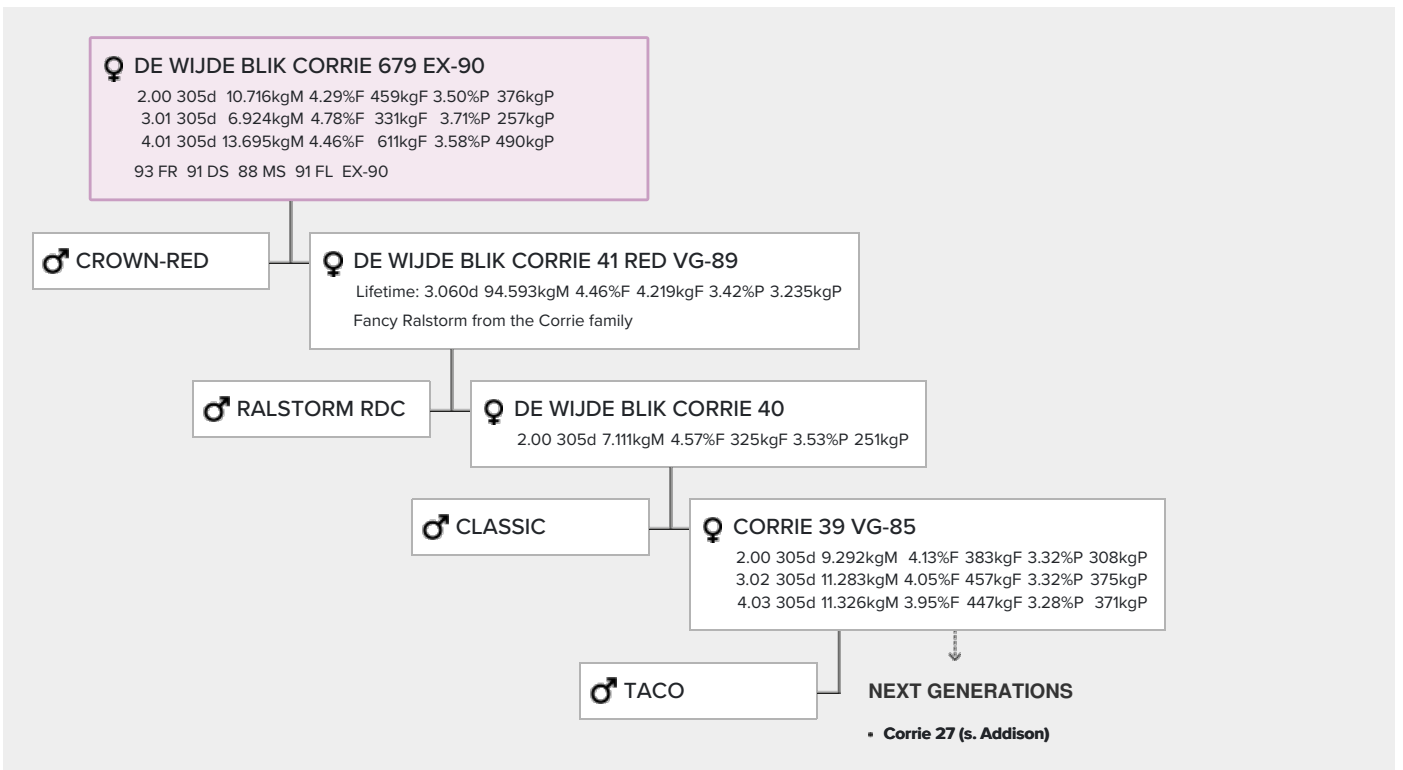 DE WIJDE BLIK CORRIE 679 EX-90
2.00 305d 10.716kgM 4.29%F 459kgF 3.50%P 376kgP
3.01 305d 6.924kgM 4.78%F 331kgF 3.71%P 257kgP
4.01 305d 13.695kgM 4.46%F 611kgF 3.58%P 490kgP
93 FR 91 DS 88 MS 91 FL EX-90
CROWN-RED
DE WIJDE BLIK CORRIE 41 RED VG-89
Lifetime: 3.060d 94.593kgM 4.46%F 4.219kgF 3.42%P 3.235kgP
Fancy Ralstorm from the Corrie family
RALSTORM RDC
DE WIJDE BLIK CORRIE 40
2.00 305d 7.111kgM 4.57%F 325kgF 3.53%P 251kgP
CLASSIC
CORRIE 39 VG-85
2.00 305d 9.292kgM 4.13%F 383kgF 3.32%P 308kgP
3.02 305d 11.283kgM 4.05%F 457kgF 3.32%P 375kgP
4.03 305d 11.326kgM 3.95%F 447kgF 3.28%P 371kgP
TACO
NEXT GENERATIONS
• Corrie 27 (s. Addison)